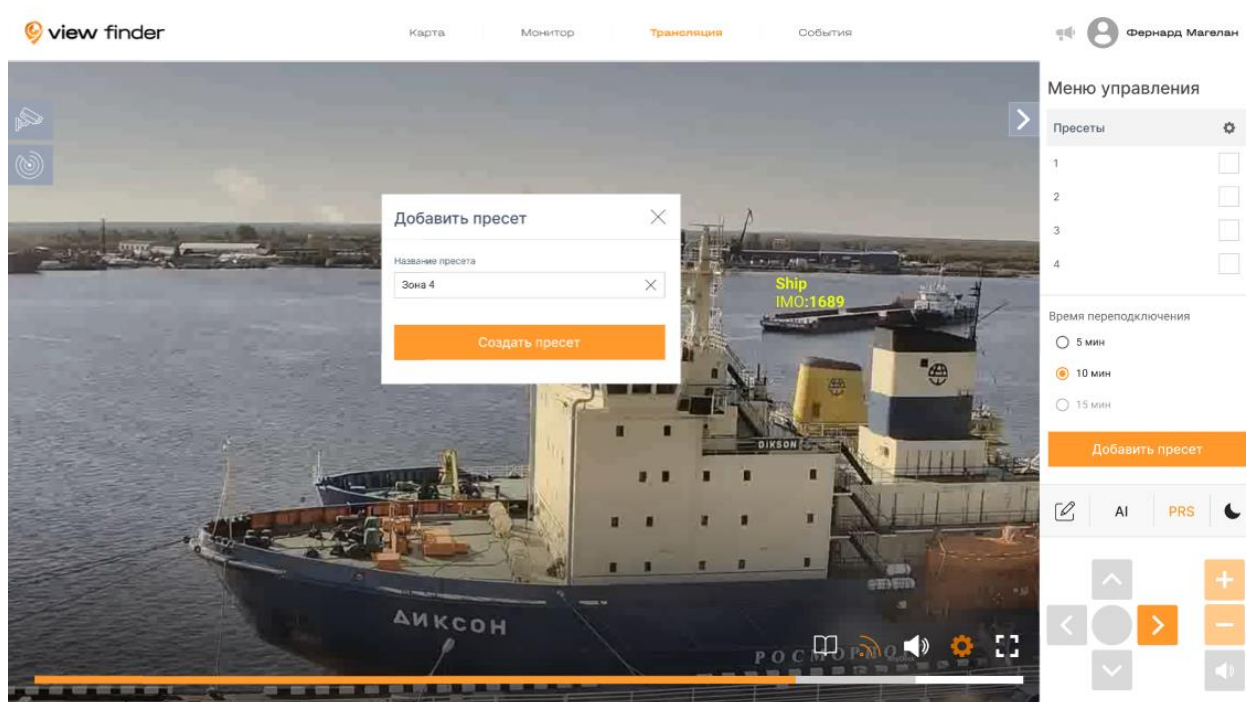 view finder
Карта
Монитор
Трансляция
События
Фернард Магелан
Меню управления
Пресеты
1
2
3
4
Время переподключения
5 мин
10 мин
15 мин
Добавить пресет
AI
PRS
Добавить пресет
Название пресета
Зона 4
Создать пресет
Ship
IMO:1689
DIKSON
ДИКСОН